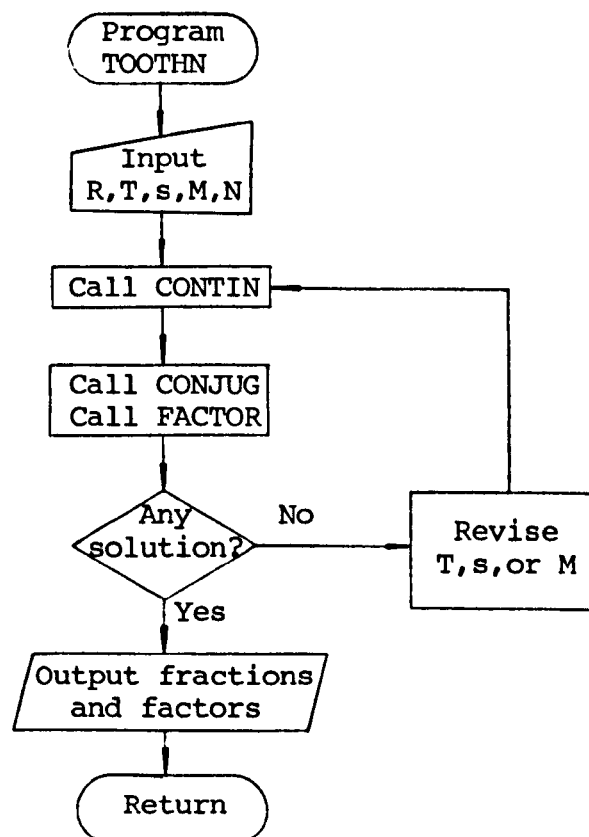 Program
TOOTHN
Input
R,T,s,M,N
Call CONTIN
Call CONJUG
Call FACTOR
Any
solution?
No
Revise
T,s,or M
Yes
Output fractions
and factors
Return